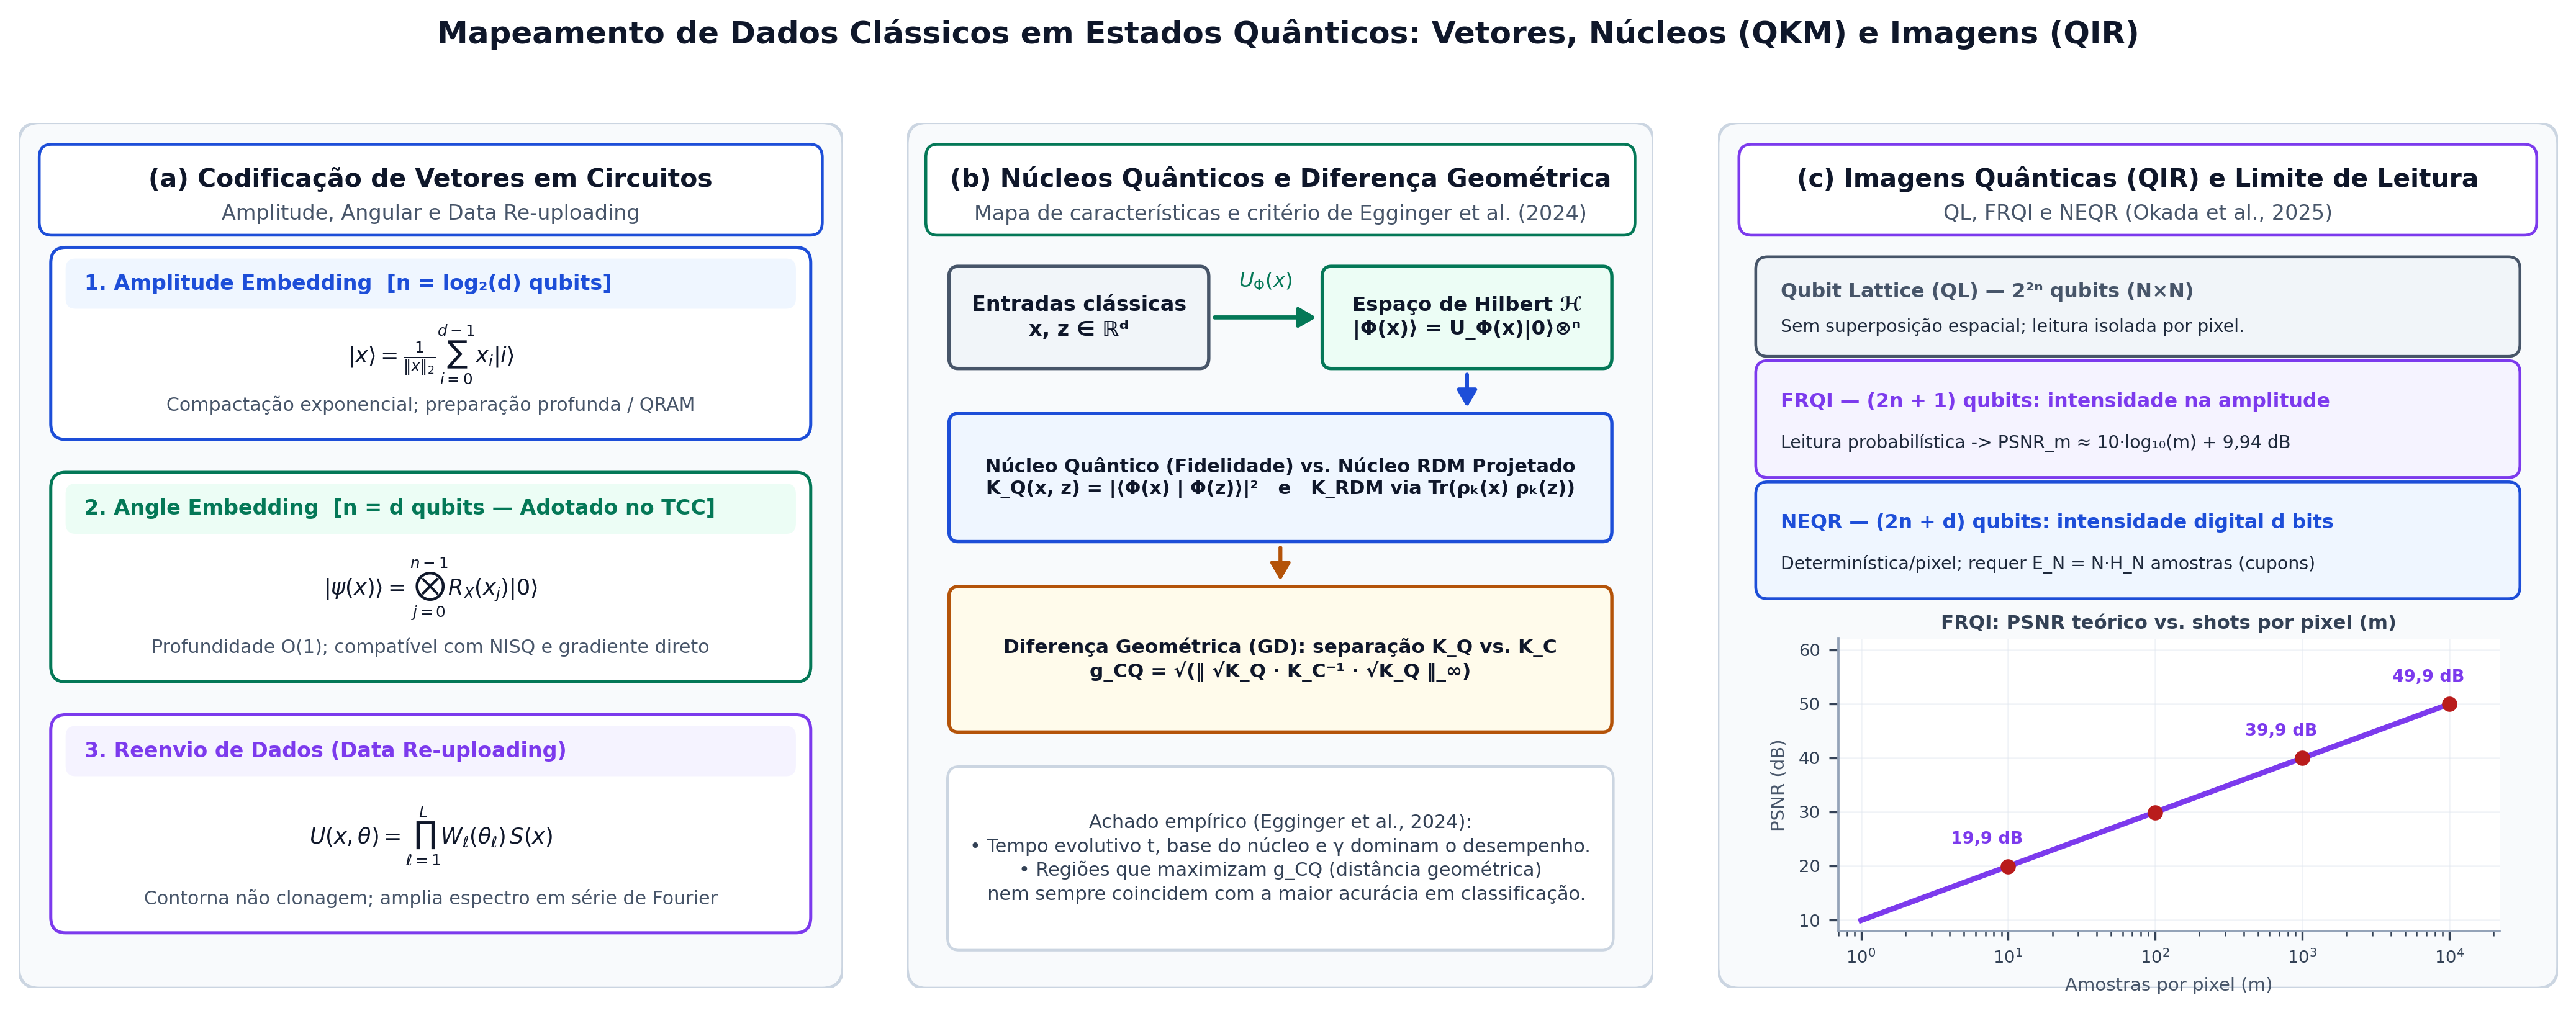 Mapeamento de Dados Clássicos em Estados Quânticos: Vetores, Núcleos (QKM) e Imagens (QIR)
(a) Codificação de Vetores em Circuitos
Amplitude, Angular e Data Re-uploading
1. Amplitude Embedding [n = log₂(d) qubits]
|x⟩ = 1/‖x‖₂ ∑_{i=0}^{d−1} xᵢ|i⟩
Compactação exponencial; preparação profunda / QRAM
2. Angle Embedding [n = d qubits — Adotado no TCC]
|ψ(x)⟩ = ⨂_{j=0}^{n−1} R_X(x_j)|0⟩
Profundidade O(1); compatível com NISQ e gradiente direto
3. Reenvio de Dados (Data Re-uploading)
U(x, θ) = ∏_{ℓ=1}^{L} W_ℓ(θ_ℓ) S(x)
Contorna não clonagem; amplia espectro em série de Fourier
(b) Núcleos Quânticos e Diferença Geométrica
Mapa de características e critério de Egginger et al. (2024)
Entradas clássicas
x, z ∈ ℝᵈ
U_Φ(x)
Espaço de Hilbert ℋ
|Φ(x)⟩ = U_Φ(x)|0⟩⊗ⁿ
Núcleo Quântico (Fidelidade) vs. Núcleo RDM Projetado
K_Q(x, z) = |⟨Φ(x) | Φ(z)⟩|² e K_RDM via Tr(ρₖ(x) ρₖ(z))
Diferença Geométrica (GD): separação K_Q vs. K_C
g_CQ = √(‖ √K_Q · K_C⁻¹ · √K_Q ‖_∞)
Achado empírico (Egginger et al., 2024):
• Tempo evolutivo t, base do núcleo e γ dominam o desempenho.
• Regiões que maximizam g_CQ (distância geométrica)
nem sempre coincidem com a maior acurácia em classificação.
(c) Imagens Quânticas (QIR) e Limite de Leitura
QL, FRQI e NEQR (Okada et al., 2025)
Qubit Lattice (QL) — 2²ⁿ qubits (N×N)
Sem superposição espacial; leitura isolada por pixel.
FRQI — (2n + 1) qubits: intensidade na amplitude
Leitura probabilística -> PSNR_m ≈ 10·log₁₀(m) + 9,94 dB
NEQR — (2n + d) qubits: intensidade digital d bits
Determinística/pixel; requer E_N = N·H_N amostras (cupons)
FRQI: PSNR teórico vs. shots por pixel (m)
PSNR (dB)
60
50
40
30
20
10
49,9 dB
39,9 dB
19,9 dB
10⁰ 10¹ 10² 10³ 10⁴
Amostras por pixel (m)